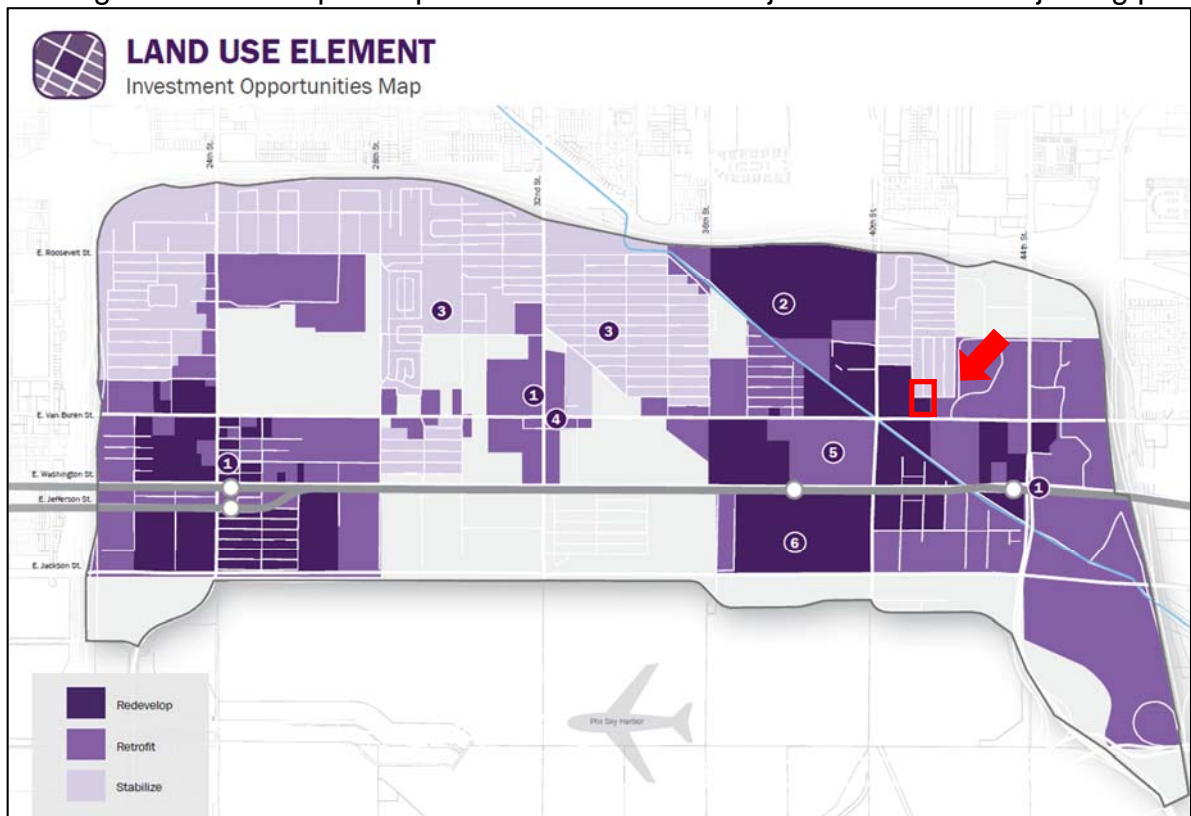 LAND USE ELEMENT
Investment Opportunities Map
24th St.
28th St.
32nd St.
36th St.
40th St.
44th St.
E. Roosevelt St.
E. Van Buren St.
E. Washington St.
E. Jefferson St.
E. Jackson St.
2
3
3
1
4
1
5
1
6
Phx Sky Harbor
Redevelop
Retrofit
Stabilize